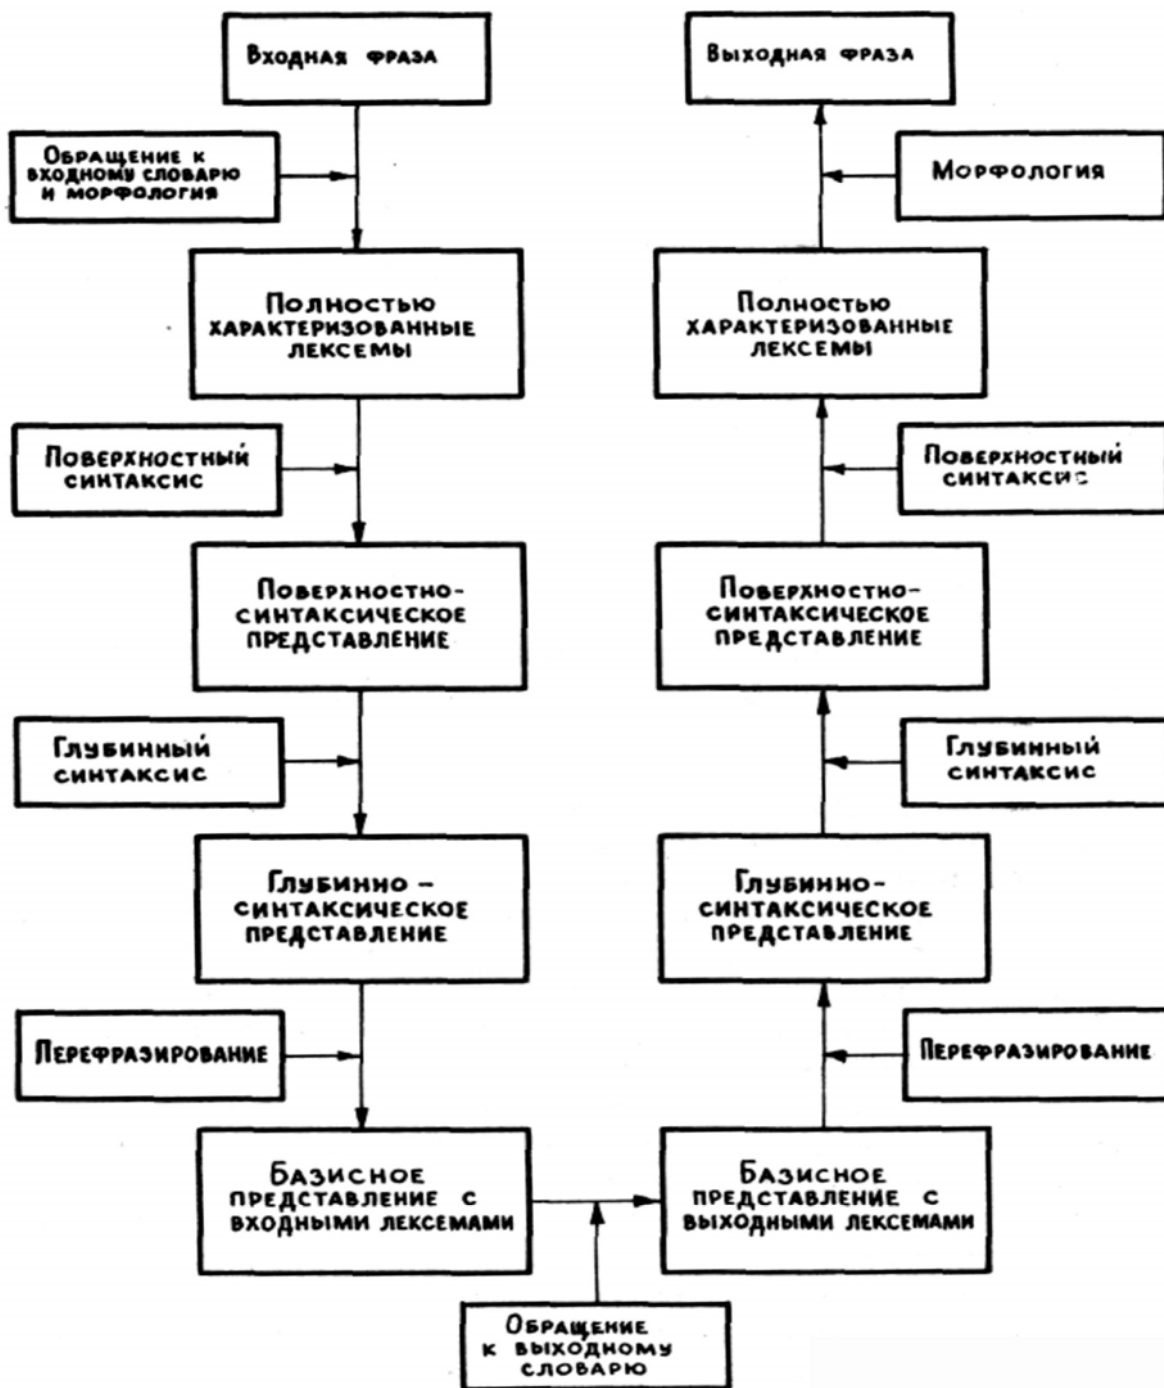 Входная фраза
Обращение к
входному словарю
и морфология
Полностью
характеризованные
лексемы
Поверхностный
синтаксис
Поверхностно-
синтаксическое
представление
Глубинный
синтаксис
Глубинно-
синтаксическое
представление
Перефразирование
Базисное
представление с
входными лексемами
Обращение
к выходному
словарю
Базисное
представление с
выходными лексемами
Перефразирование
Глубинно-
синтаксическое
представление
Глубинный
синтаксис
Поверхностно-
синтаксическое
представление
Поверхностный
синтаксис
Полностью
характеризованные
лексемы
Морфология
Выходная фраза